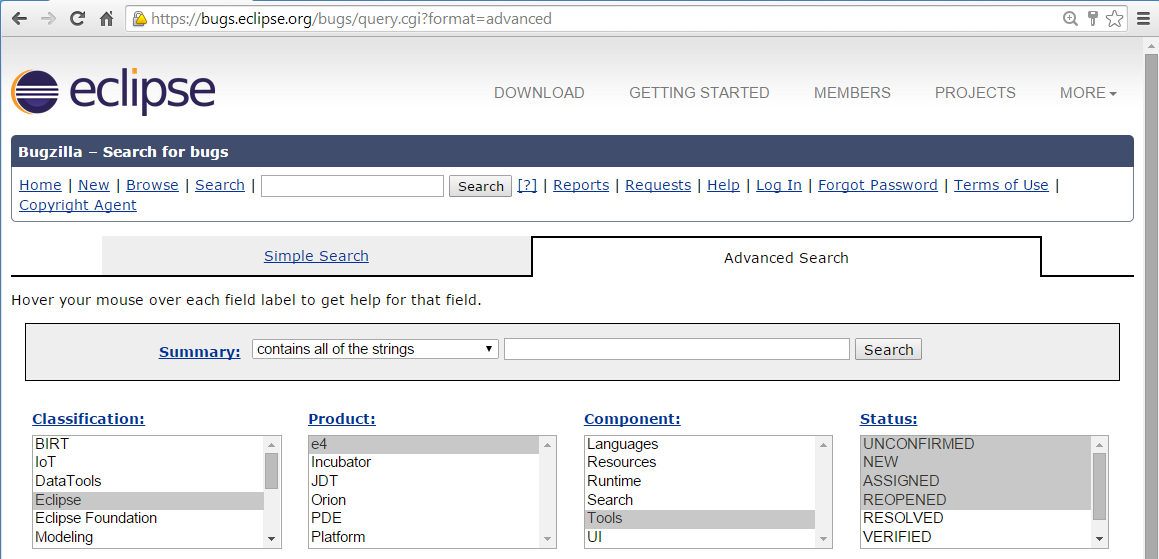 https://bugs.eclipse.org/bugs/query.cgi?format=advanced
eclipse
DOWNLOAD GETTING STARTED MEMBERS PROJECTS MORE
Bugzilla – Search for bugs
Home | New | Browse | Search | Search [?] | Reports | Requests | Help | Log In | Forgot Password | Terms of Use |
Copyright Agent
Simple Search Advanced Search
Hover your mouse over each field label to get help for that field.
Summary: contains all of the strings Search
Classification: Product: Component: Status:
BIRT e4 Languages UNCONFIRMED
IoT Incubator Resources NEW
DataTools JDT Runtime ASSIGNED
Eclipse Orion Search REOPENED
Eclipse Foundation PDE Tools RESOLVED
Modeling Platform UI VERIFIED